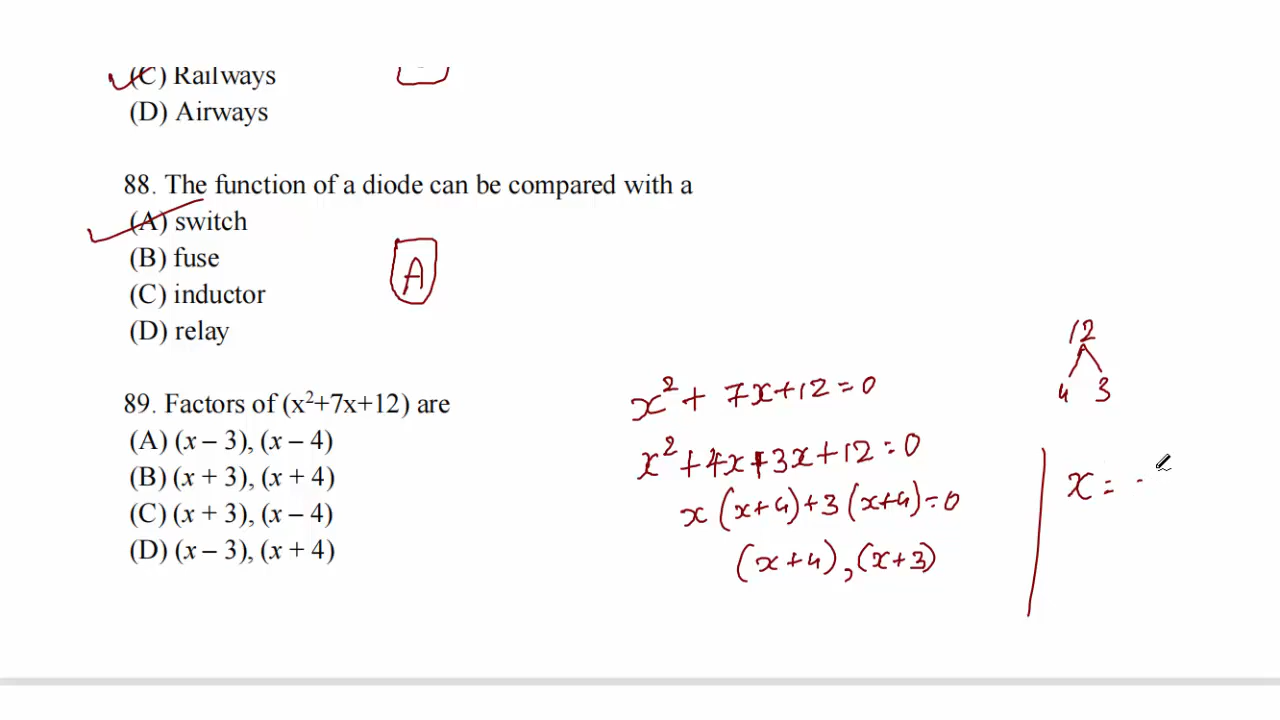 (C) Railways
(D) Airways
88. The function of a diode can be compared with a
(A) switch
(B) fuse
(C) inductor
(D) relay
A
89. Factors of (x²+7x+12) are
(A) (x – 3), (x – 4)
(B) (x + 3), (x + 4)
(C) (x + 3), (x – 4)
(D) (x – 3), (x + 4)
x² + 7x+12=0
x²+4x+3x+12=0
x(x+4)+3(x+4)=0
(x+4),(x+3)
12
4 3
x= -